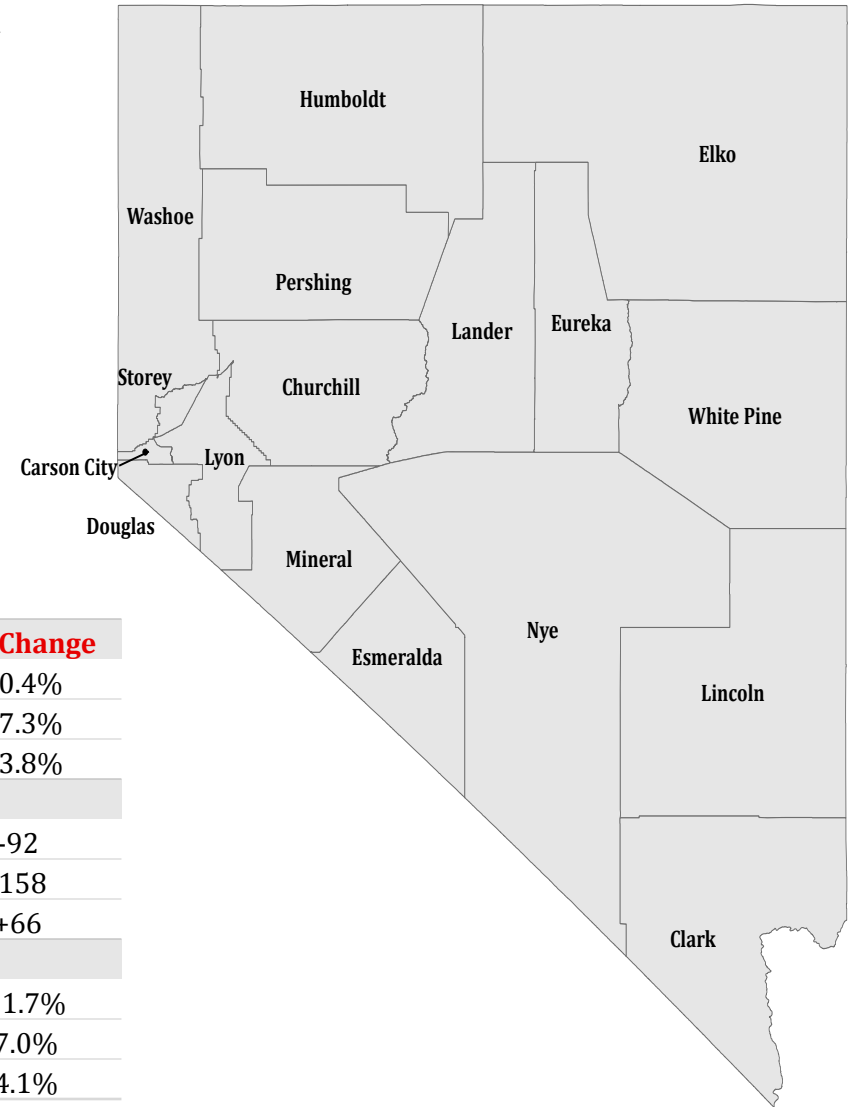 Humboldt
Elko
Washoe
Pershing
Lander
Eureka
Storey
Churchill
White Pine
Lyon
Carson City
Douglas
Mineral
Nye
Esmeralda
Lincoln
Clark
Change
0.4%
7.3%
3.8%
-92
158
+66
1.7%
7.0%
4.1%